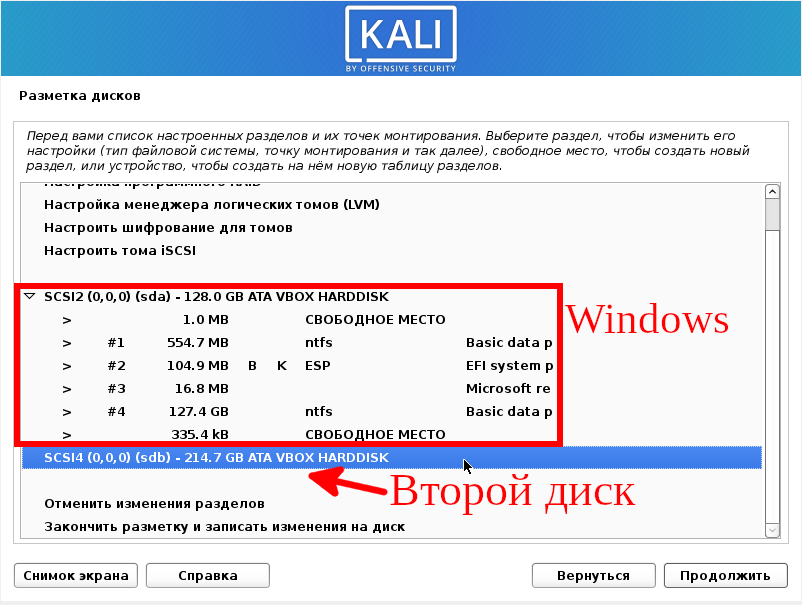 KALI
BY OFFENSIVE SECURITY
Разметка дисков
Перед вами список настроенных разделов и их точек монтирования. Выберите раздел, чтобы изменить его
настройки (тип файловой системы, точку монтирования и так далее), свободное место, чтобы создать новый
раздел, или устройство, чтобы создать на нём новую таблицу разделов.
Настройка менеджера логических томов (LVM)
Настроить шифрование для томов
Настроить тома iSCSI
SCSI2 (0,0,0) (sda) - 128.0 GB ATA VBOX HARDDISK
> 1.0 MB СВОБОДНОЕ МЕСТО
Windows
> #1 554.7 MB ntfs Basic data p
> #2 104.9 MB B K ESP EFI system p
> #3 16.8 MB Microsoft re
> #4 127.4 GB ntfs Basic data p
> 335.4 kB СВОБОДНОЕ МЕСТО
SCSI4 (0,0,0) (sdb) - 214.7 GB ATA VBOX HARDDISK
Второй диск
Отменить изменения разделов
Закончить разметку и записать изменения на диск
Снимок экрана Справка Вернуться Продолжить